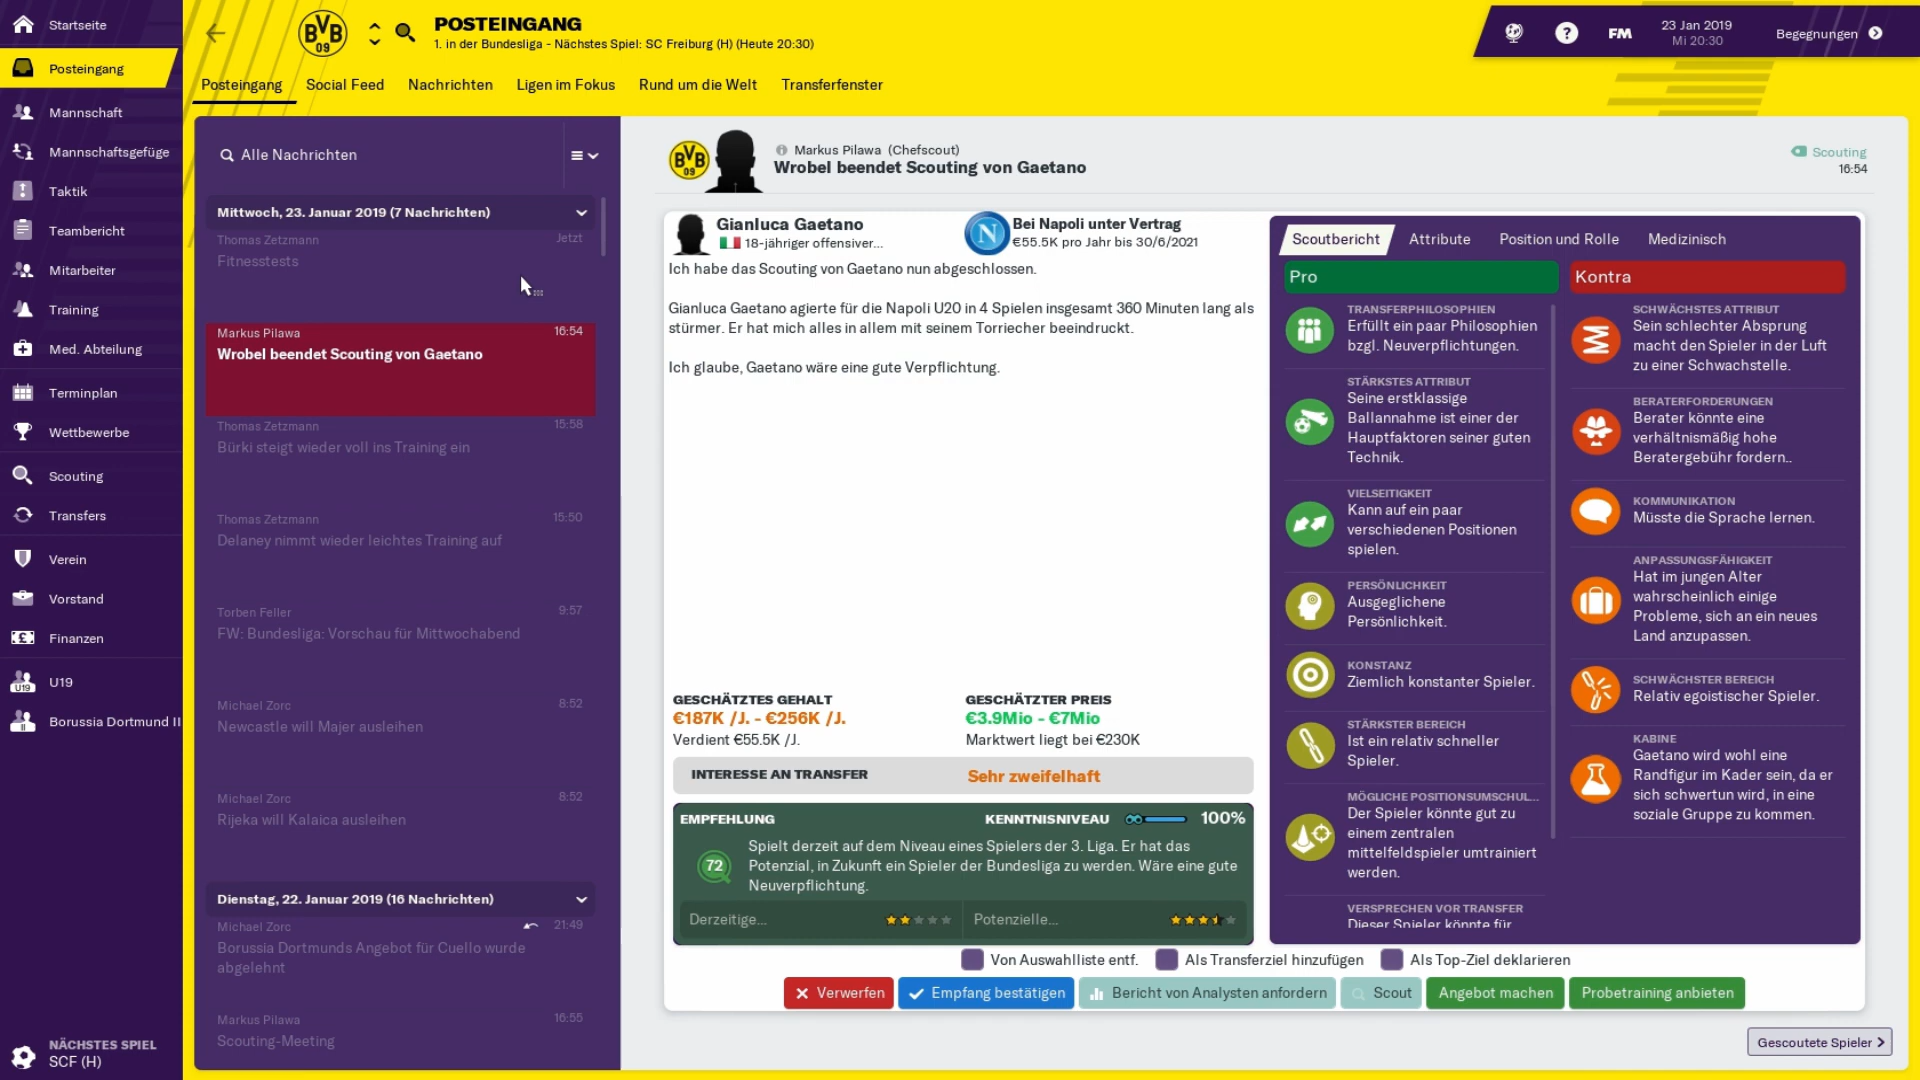 Startseite
Posteingang
Mannschaft
Mannschaftsgefüge
Taktik
Teambericht
Mitarbeiter
Training
Med. Abteilung
Terminplan
Wettbewerbe
Scouting
Transfers
Verein
Vorstand
Finanzen
U19
U19
Borussia Dortmund II
II
NÄCHSTES SPIEL
SCF (H)
BVB
09
POSTEINGANG
1. in der Bundesliga - Nächstes Spiel: SC Freiburg (H) (Heute 20:30)
?
FM
23 Jan 2019
Mi 20:30
Begegnungen
Posteingang
Social Feed
Nachrichten
Ligen im Fokus
Rund um die Welt
Transferfenster
Alle Nachrichten
Mittwoch, 23. Januar 2019 (7 Nachrichten)
Thomas Zetzmann
Jetzt
Fitnesstests
Markus Pilawa
16:54
Wrobel beendet Scouting von Gaetano
Thomas Zetzmann
15:58
Bürki steigt wieder voll ins Training ein
Thomas Zetzmann
15:50
Delaney nimmt wieder leichtes Training auf
Torben Feller
9:57
FW: Bundesliga: Vorschau für Mittwochabend
Michael Zorc
8:52
Newcastle will Majer ausleihen
Michael Zorc
8:52
Rijeka will Kalaica ausleihen
Dienstag, 22. Januar 2019 (16 Nachrichten)
Michael Zorc
21:49
Borussia Dortmunds Angebot für Cuello wurde
abgelehnt
Markus Pilawa
16:55
Scouting-Meeting
BVB
09
Markus Pilawa (Chefscout)
Wrobel beendet Scouting von Gaetano
Scouting
16:54
Gianluca Gaetano
18-jähriger offensiver...
N
Bei Napoli unter Vertrag
€55.5K pro Jahr bis 30/6/2021
Ich habe das Scouting von Gaetano nun abgeschlossen.
Gianluca Gaetano agierte für die Napoli U20 in 4 Spielen insgesamt 360 Minuten lang als
stürmer. Er hat mich alles in allem mit seinem Torriecher beeindruckt.
Ich glaube, Gaetano wäre eine gute Verpflichtung.
GESCHÄTZTES GEHALT
€187K /J. - €256K /J.
Verdient €55.5K /J.
GESCHÄTZTER PREIS
€3.9Mio - €7Mio
Marktwert liegt bei €230K
INTERESSE AN TRANSFER
Sehr zweifelhaft
EMPFEHLUNG
KENNTNISNIVEAU
100%
72
Spielt derzeit auf dem Niveau eines Spielers der 3. Liga. Er hat das
Potenzial, in Zukunft ein Spieler der Bundesliga zu werden. Wäre eine gute
Neuverpflichtung.
Derzeitige...
Potenzielle...
Scoutbericht
Attribute
Position und Rolle
Medizinisch
Pro
TRANSFERPHILOSOPHIEN
Erfüllt ein paar Philosophien
bzgl. Neuverpflichtungen.
STÄRKSTES ATTRIBUT
Seine erstklassige
Ballannahme ist einer der
Hauptfaktoren seiner guten
Technik.
VIELSEITIGKEIT
Kann auf ein paar
verschiedenen Positionen
spielen.
PERSÖNLICHKEIT
Ausgeglichene
Persönlichkeit.
KONSTANZ
Ziemlich konstanter Spieler.
STÄRKSTER BEREICH
Ist ein relativ schneller
Spieler.
MÖGLICHE POSITIONSUMSCHUL...
Der Spieler könnte gut zu
einem zentralen
mittelfeldspieler umtrainiert
werden.
VERSPRECHEN VOR TRANSFER
Dieser Spieler könnte für
Kontra
SCHWÄCHSTES ATTRIBUT
Sein schlechter Absprung
macht den Spieler in der Luft
zu einer Schwachstelle.
BERATERFORDERUNGEN
Berater könnte eine
verhältnismäßig hohe
Beratergebühr fordern..
KOMMUNIKATION
Müsste die Sprache lernen.
ANPASSUNGSFÄHIGKEIT
Hat im jungen Alter
wahrscheinlich einige
Probleme, sich an ein neues
Land anzupassen.
SCHWÄCHSTER BEREICH
Relativ egoistischer Spieler.
KABINE
Gaetano wird wohl eine
Randfigur im Kader sein, da er
sich schwertun wird, in eine
soziale Gruppe zu kommen.
Von Auswahlliste entf.
Als Transferziel hinzufügen
Als Top-Ziel deklarieren
Verwerfen
Empfang bestätigen
Bericht von Analysten anfordern
Scout
Angebot machen
Probetraining anbieten
Gescoutete Spieler